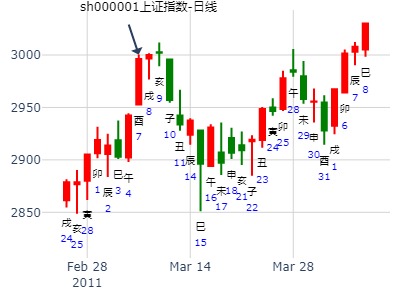 sh000001上证指数-日线
3000
2950
2900
2850
戌
24
亥
25
寅
28
卯
1
辰
2
巳
3
午
4
酉
7
戌
8
亥
9
子
10
丑
11
辰
14
巳
15
午
16
未
17
申
18
亥
21
子
22
丑
23
寅
24
卯
25
午
28
未
29
申
30
酉
31
戌
1
卯
6
辰
7
巳
8
Feb 28
2011
Mar 14
Mar 28